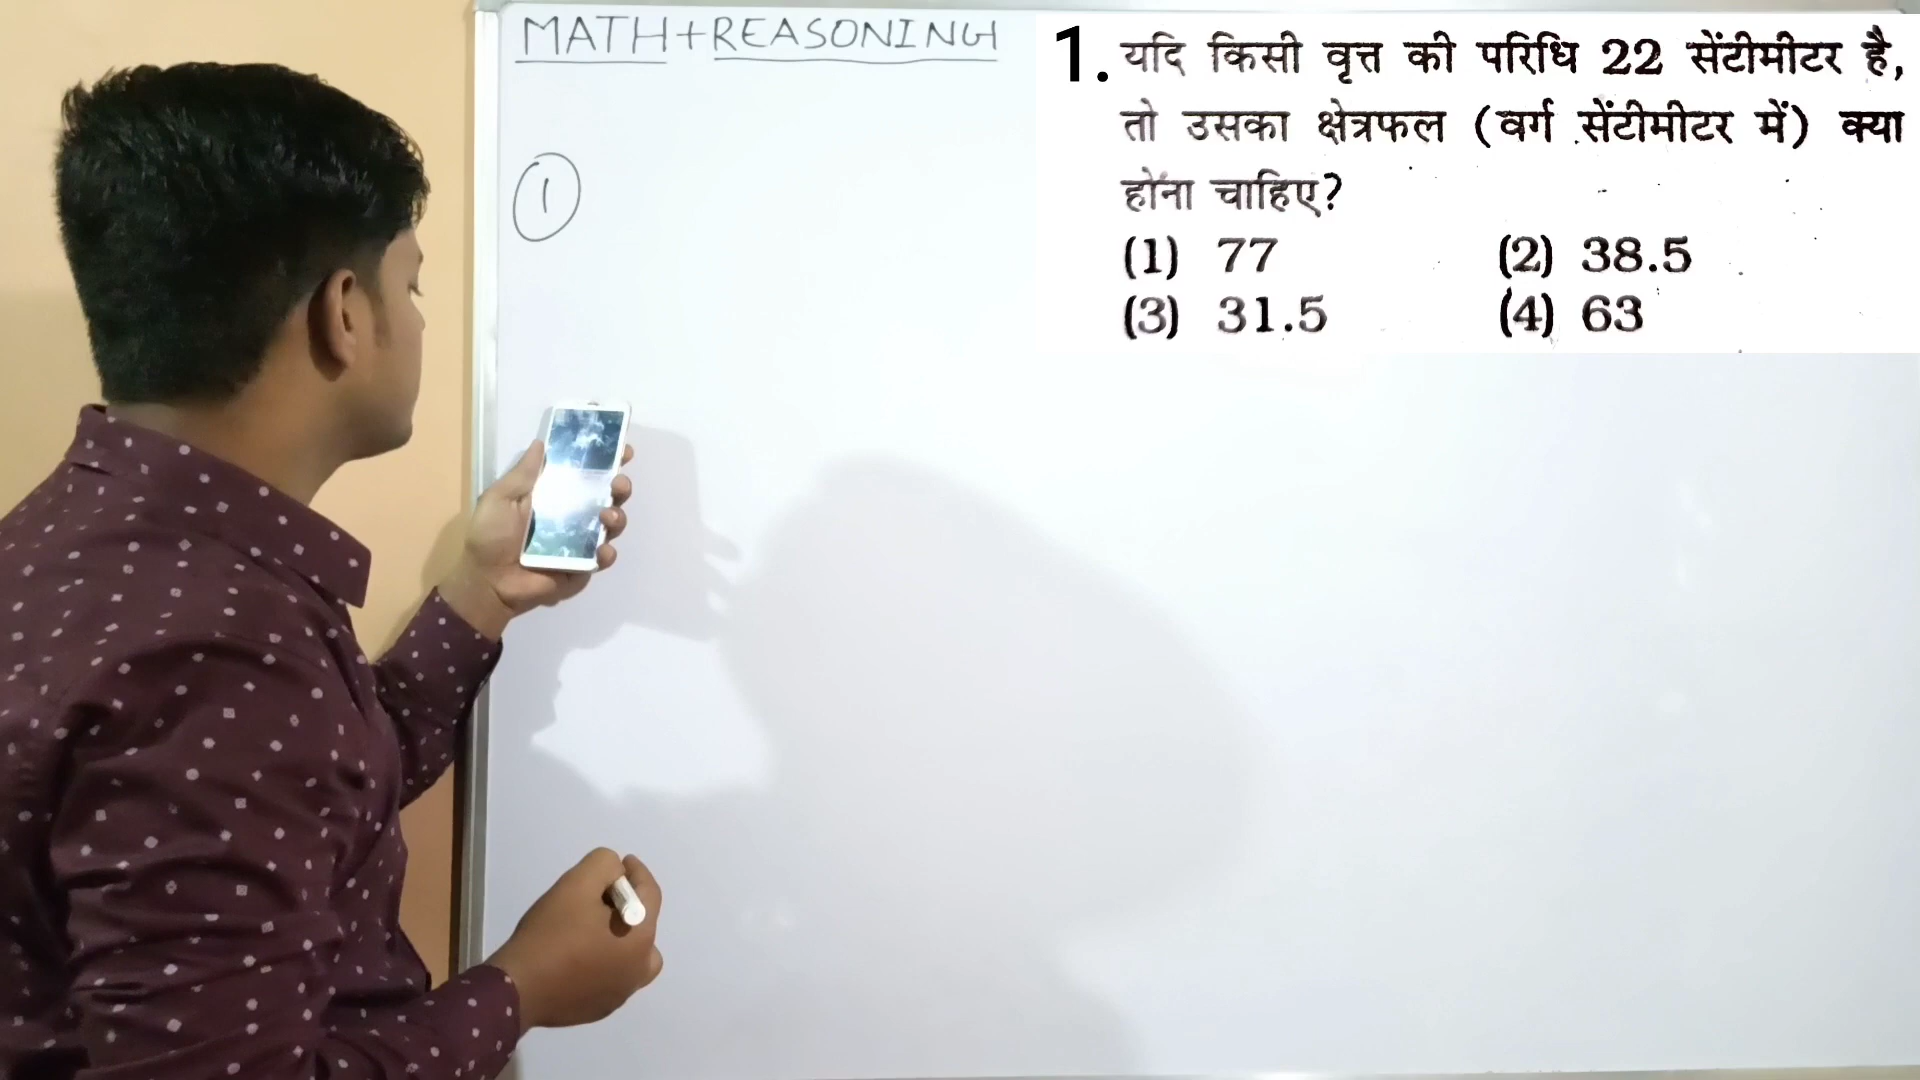 MATH+REASONING
①
1. यदि किसी वृत्त की परिधि 22 सेंटीमीटर है,
तो उसका क्षेत्रफल (वर्ग सेंटीमीटर में) क्या
होना चाहिए?
(1) 77 (2) 38.5
(3) 31.5 (4) 63